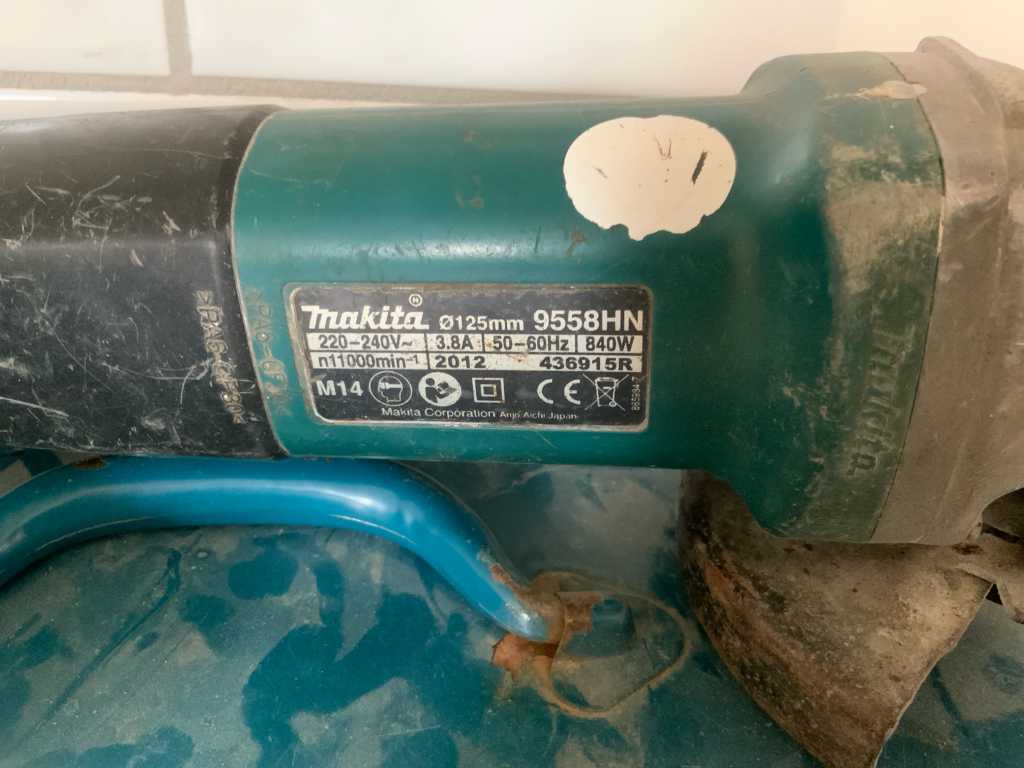 makita Ø125mm 9558HN
220–240V~ 3.8A 50–60Hz 840W
n11000min⁻¹ 2012 436915R
M14 CE
Makita Corporation Anjo Aichi Japan
makita